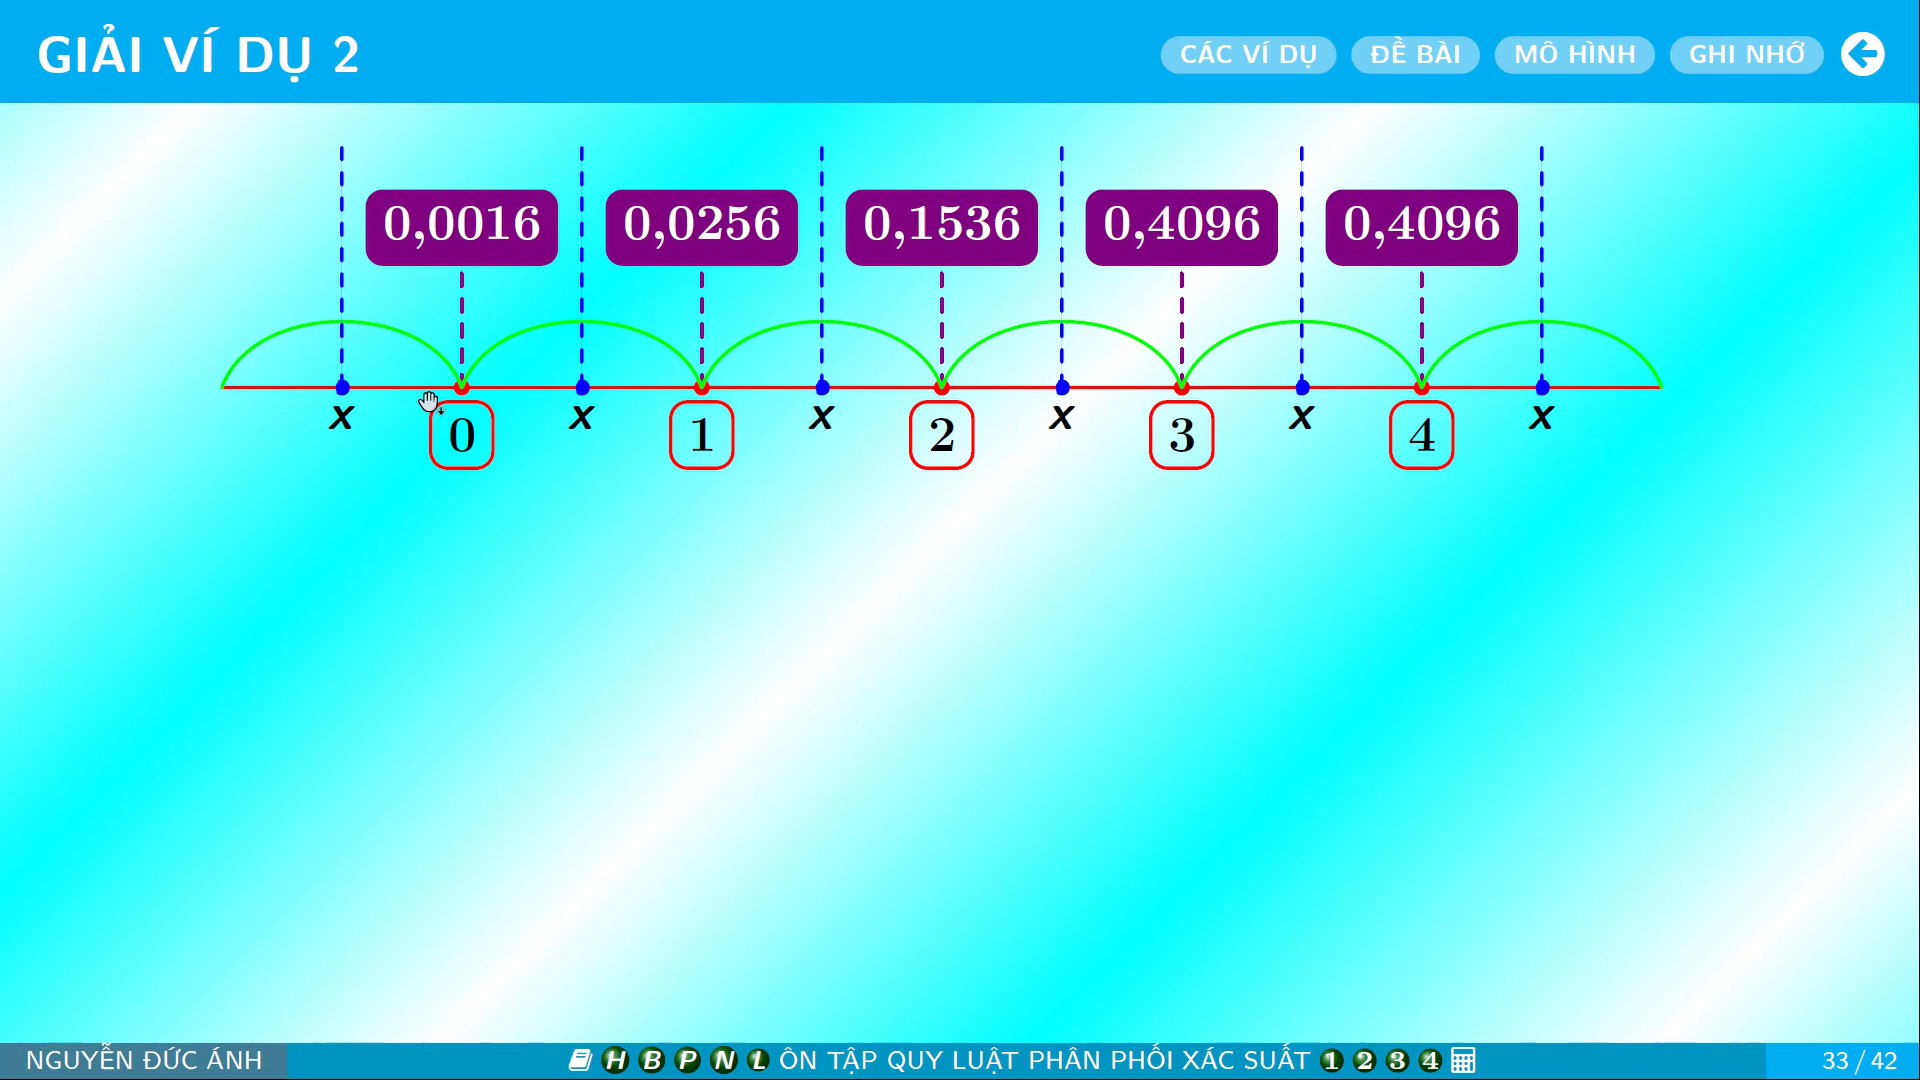 GIẢI VÍ DỤ 2
CÁC VÍ DỤ ĐỀ BÀI MÔ HÌNH GHI NHỚ
0,0016 0,0256 0,1536 0,4096 0,4096
x x x x x x
0 1 2 3 4
NGUYỄN ĐỨC ÁNH H B P N L ÔN TẬP QUY LUẬT PHÂN PHỐI XÁC SUẤT 1 2 3 4 33 / 42